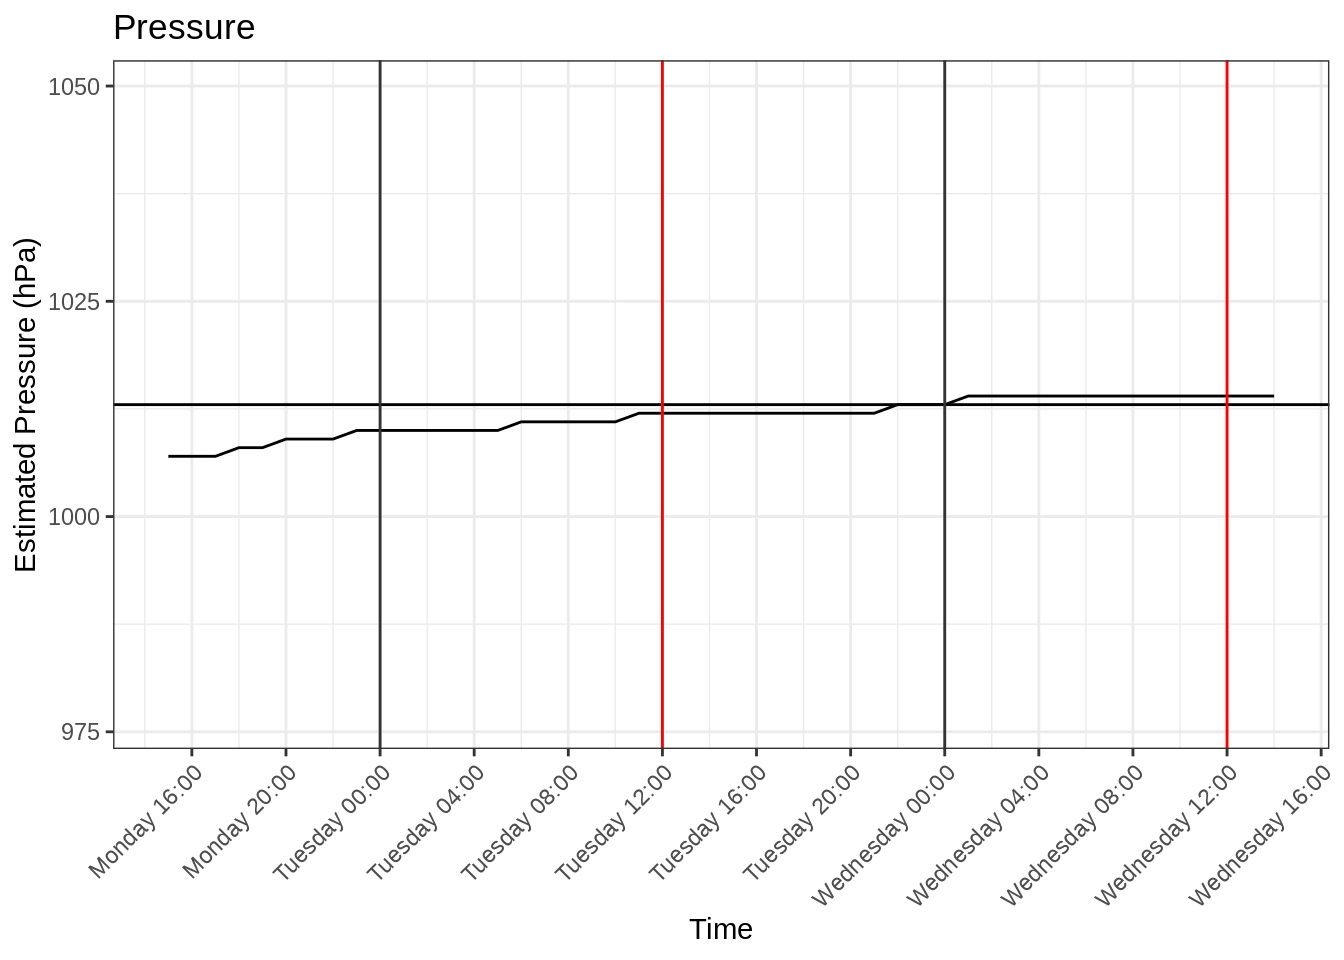 Pressure
Estimated Pressure (hPa)
1050
1025
1000
975
Monday 16:00
Monday 20:00
Tuesday 00:00
Tuesday 04:00
Tuesday 08:00
Tuesday 12:00
Tuesday 16:00
Tuesday 20:00
Wednesday 00:00
Wednesday 04:00
Wednesday 08:00
Wednesday 12:00
Wednesday 16:00
Time